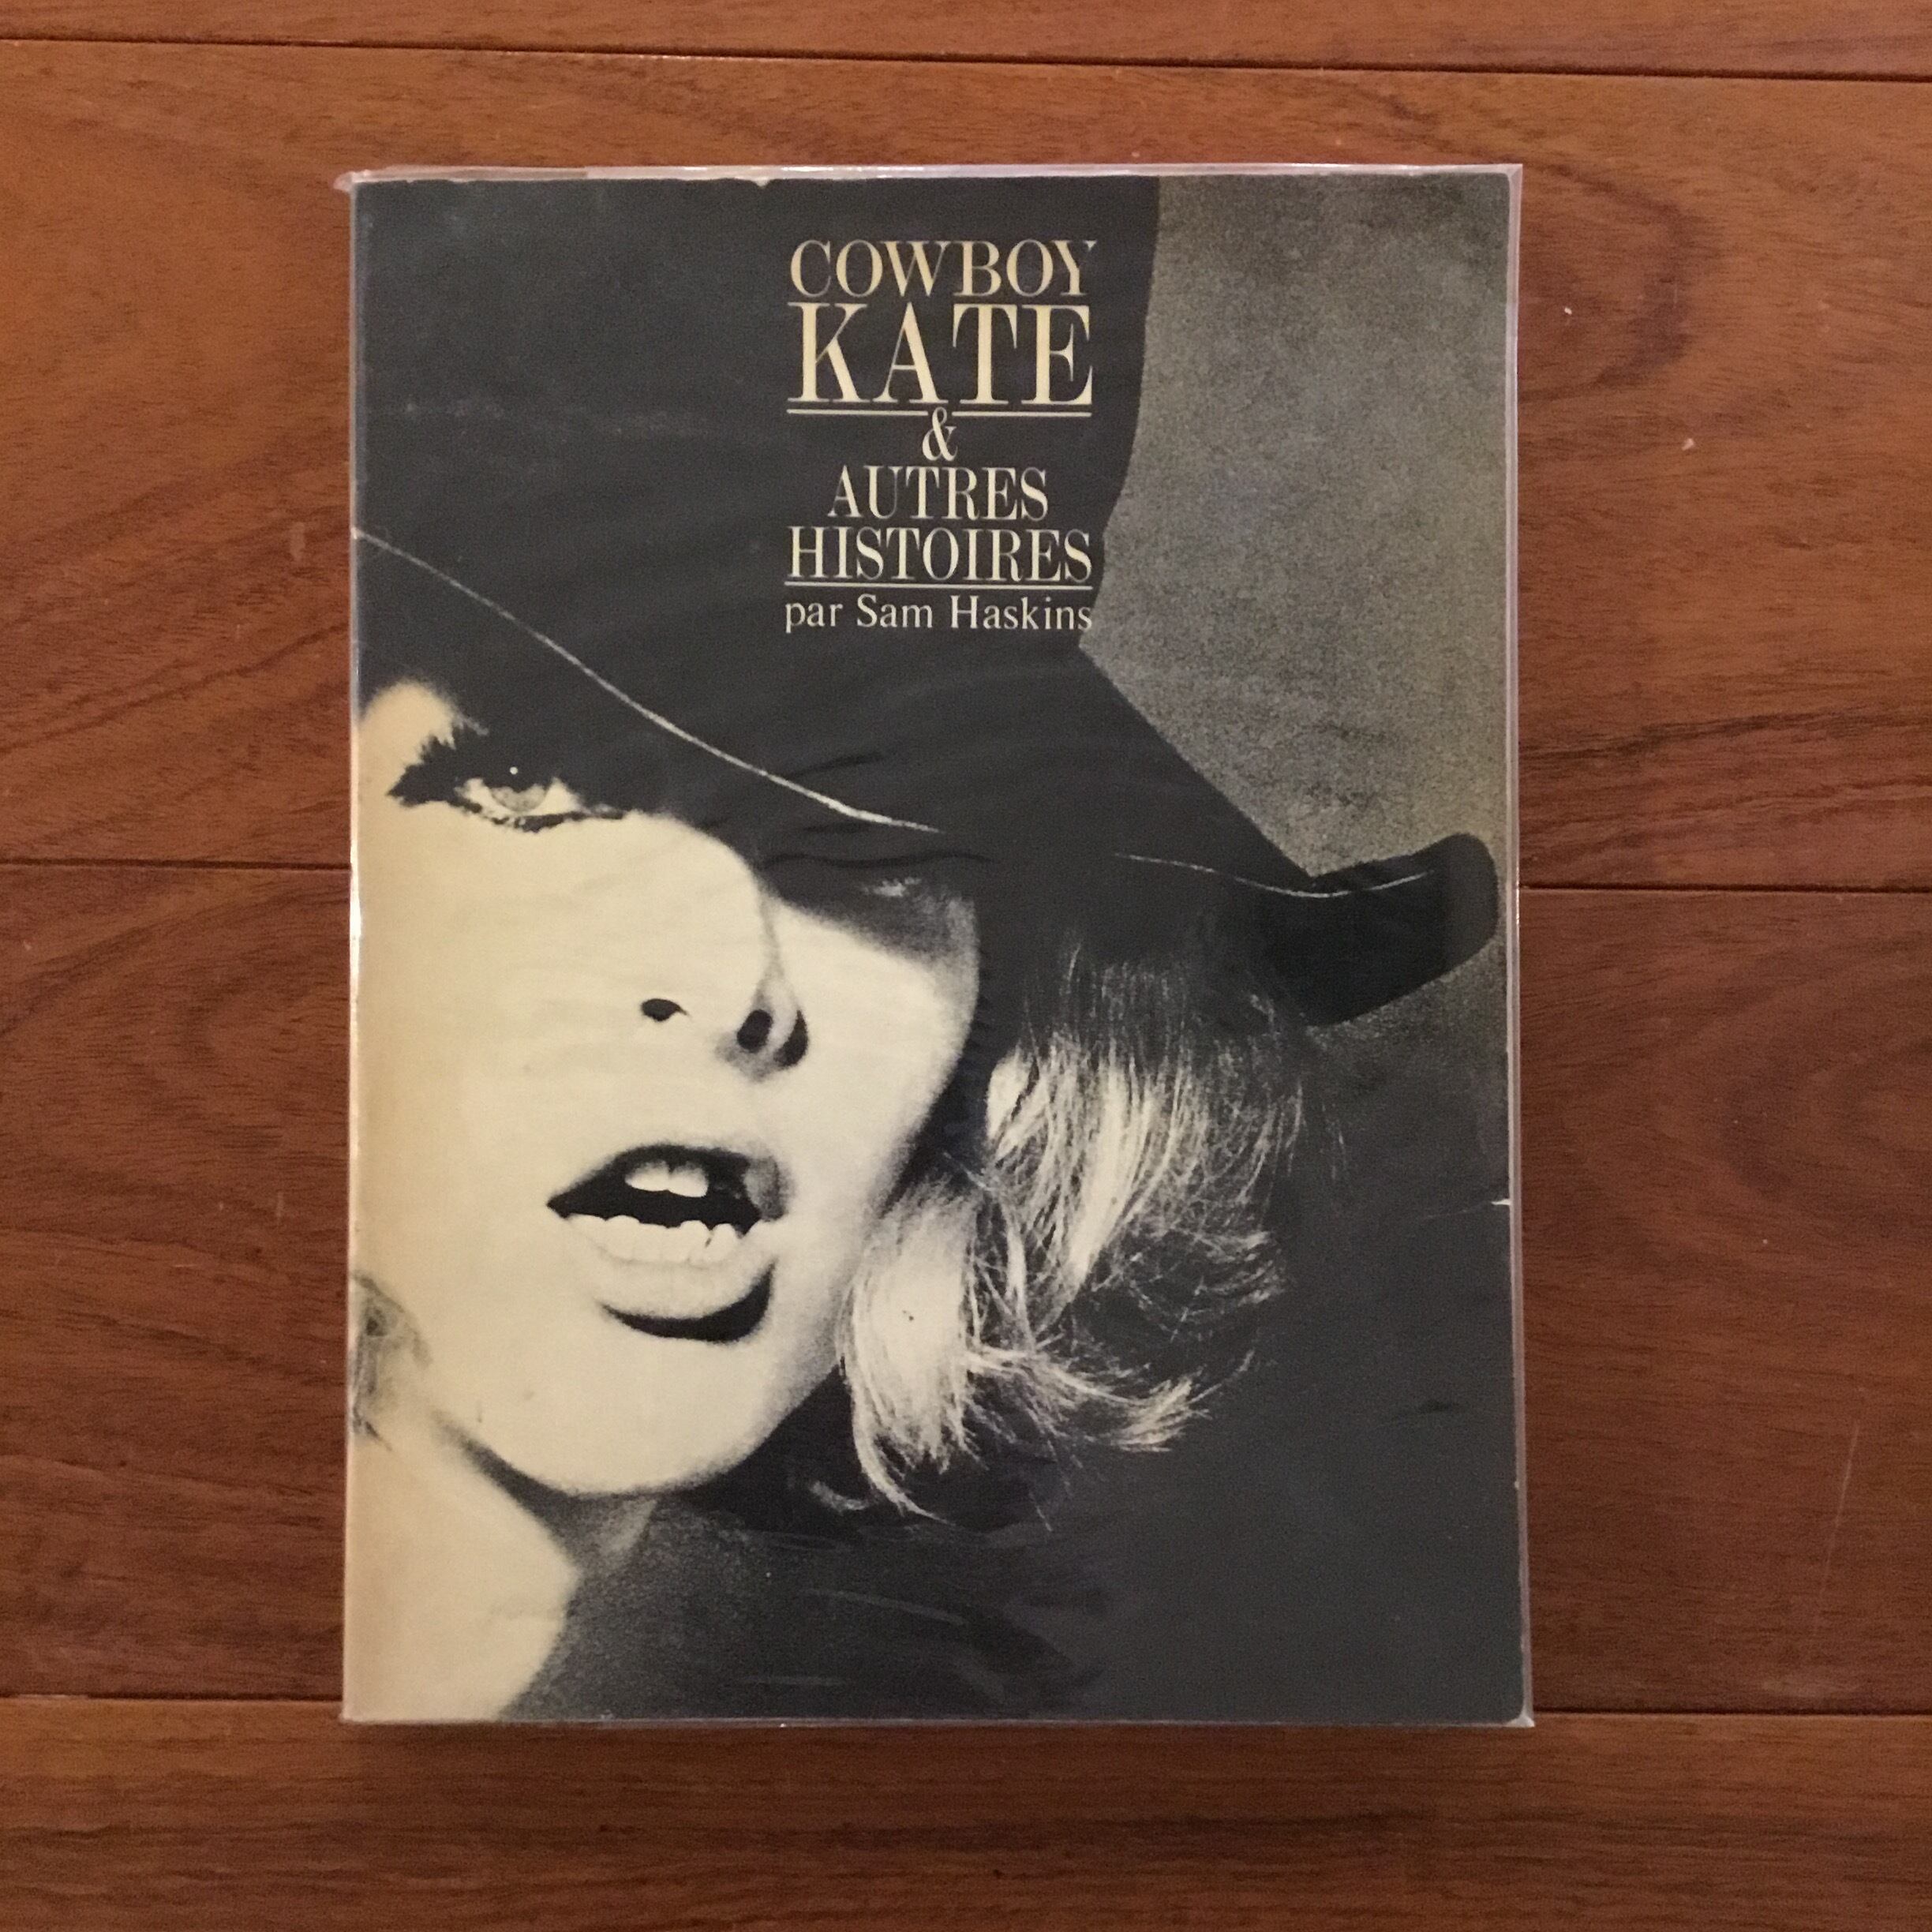 COWBOY
KATE
&
AUTRES
HISTOIRES
par Sam Haskins